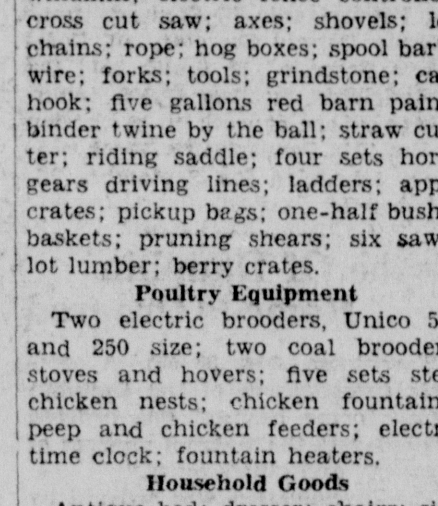 cross cut saw; axes; shovels;
chains; rope; hog boxes; spool bar
wire; forks; tools; grindstone; ca
hook; five gallons red barn pain
binder twine by the ball; straw cu
ter; riding saddle; four sets hor
gears driving lines; ladders; app
crates; pickup bags; one-half bush
baskets; pruning shears; six saw
lot lumber; berry crates.
Poultry Equipment
Two electric brooders, Unico 5
and 250 size; two coal broode
stoves and hovers; five sets ste
chicken nests; chicken fountain
peep and chicken feeders; electr
time clock; fountain heaters.
Household Goods